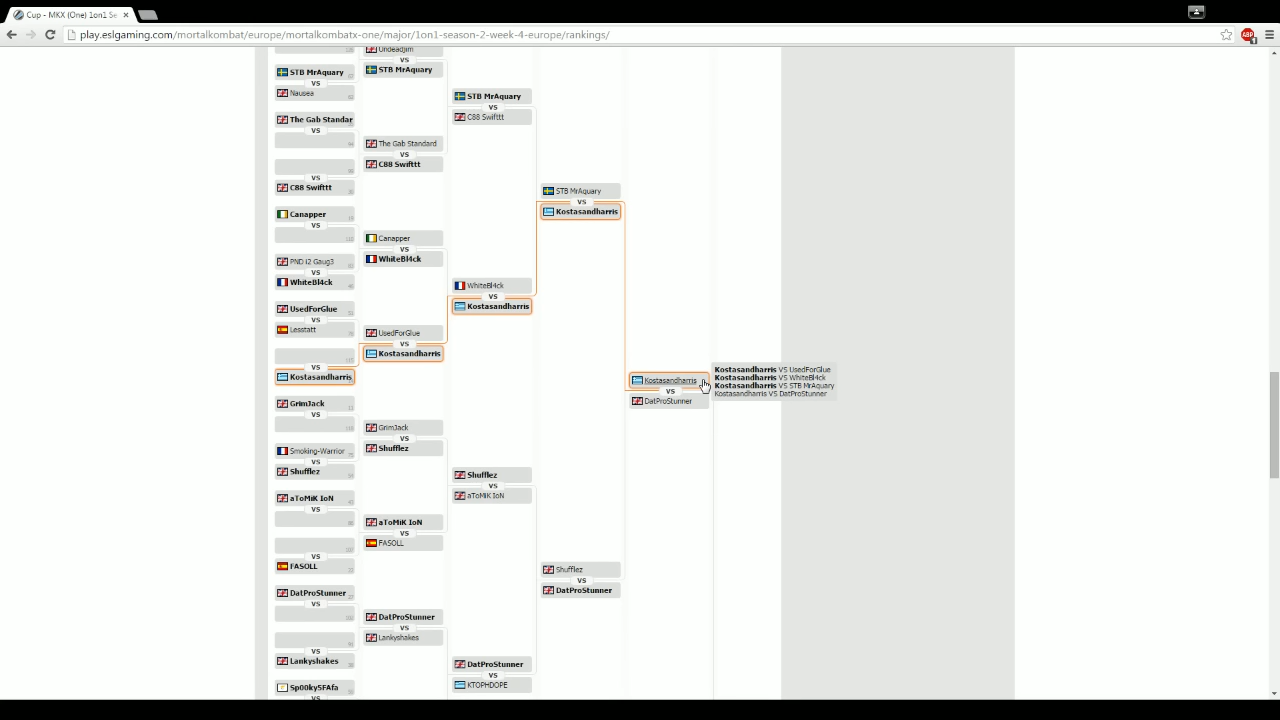 Cup - MKX (One) 1on1 Se
play.eslgaming.com/mortalkombat/europe/mortalkombatx-one/major/1on1-season-2-week-4-europe/rankings/
ABP
Undeadjim
VS
STB MrAquary
STB MrAquary
VS
Nausea
STB MrAquary
VS
C88 Swifttt
The Gab Standar
VS
The Gab Standard
VS
C88 Swifttt
VS
C88 Swifttt
STB MrAquary
VS
Kostasandharris
Canapper
VS
Canapper
VS
WhiteBl4ck
PND i2 Gaug3
VS
WhiteBl4ck
WhiteBl4ck
VS
Kostasandharris
UsedForGlue
VS
Lesstatt
UsedForGlue
VS
Kostasandharris
VS
Kostasandharris
Kostasandharris
VS
DatProStunner
Kostasandharris VS UsedForGlue
Kostasandharris VS WhiteBl4ck
Kostasandharris VS STB MrAquary
Kostasandharris VS DatProStunner
GrimJack
VS
GrimJack
VS
Shufflez
Smoking-Warrior
VS
Shufflez
Shufflez
VS
aToMiK IoN
aToMiK IoN
VS
aToMiK IoN
VS
FASOLL
VS
FASOLL
Shufflez
VS
DatProStunner
DatProStunner
VS
DatProStunner
VS
Lankyshakes
VS
Lankyshakes
DatProStunner
VS
KTOPHDOPE
Sp00ky5FAfa
VS